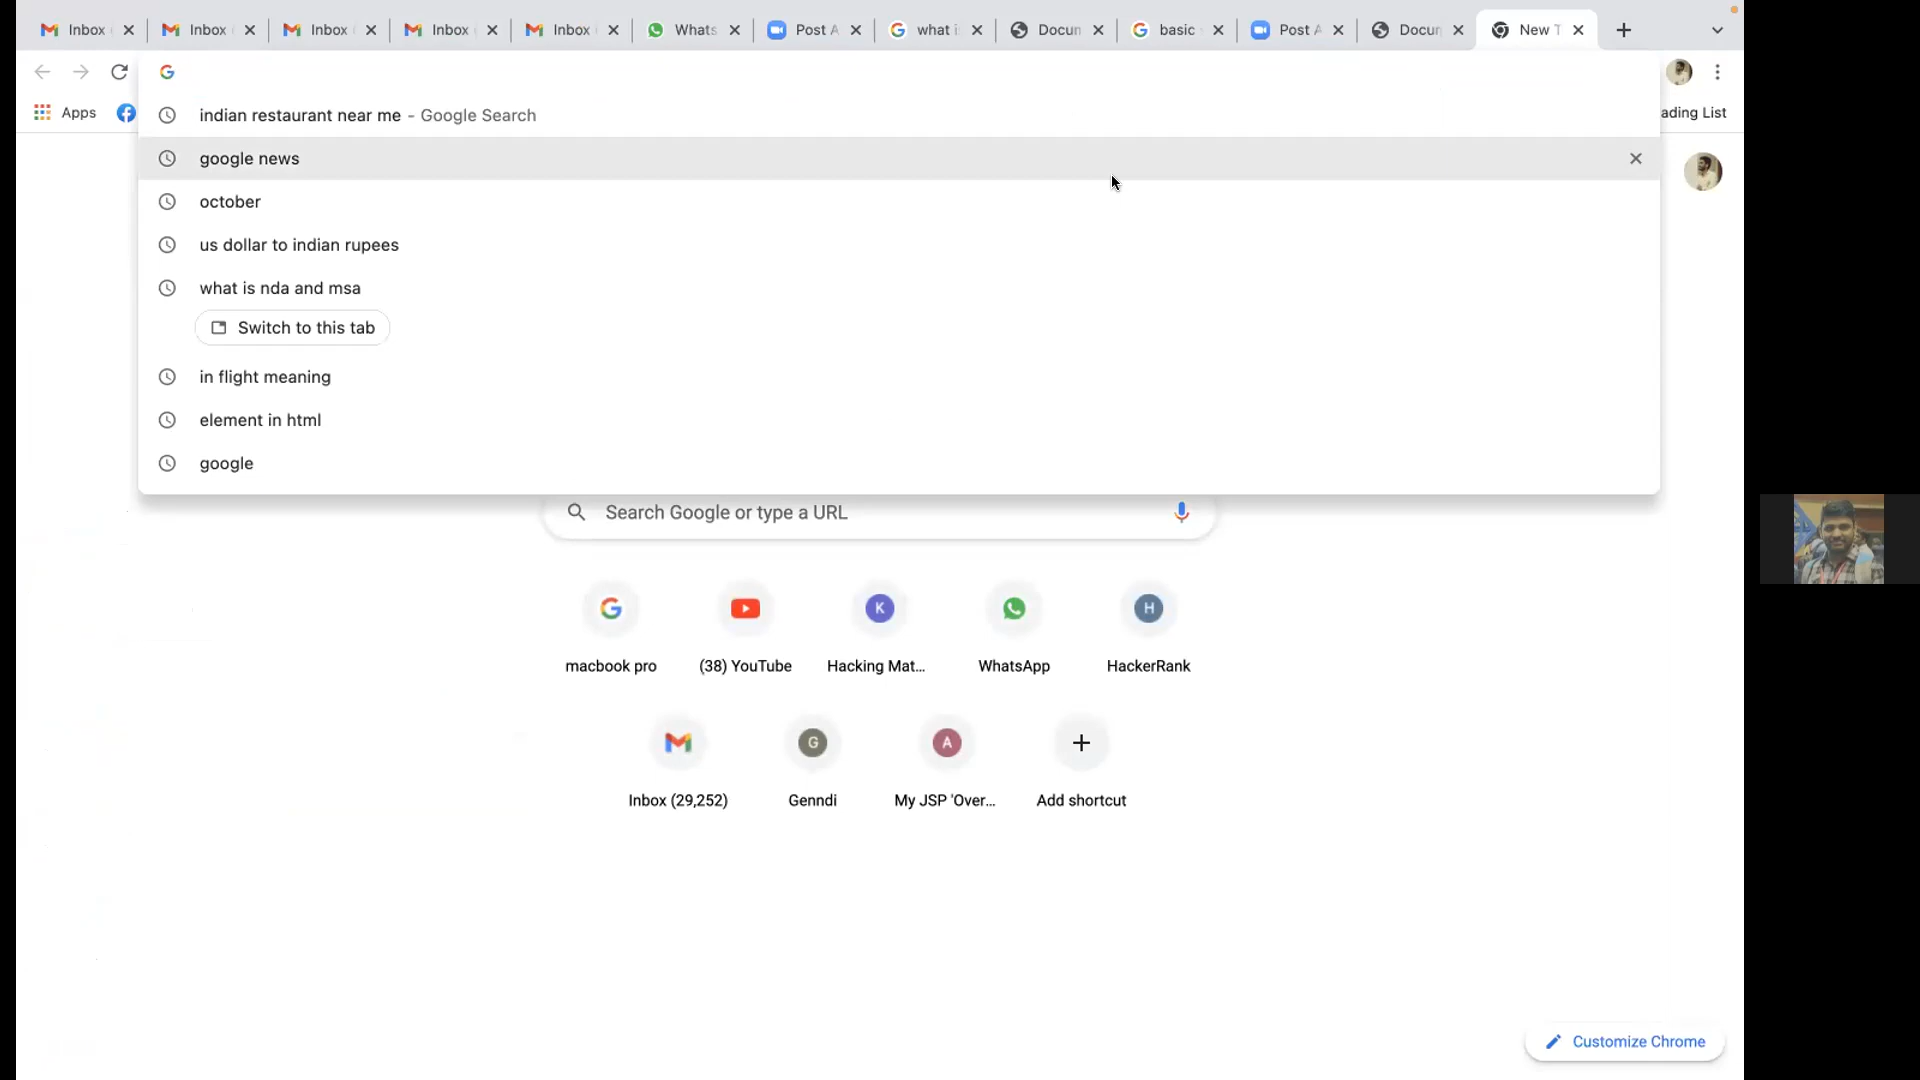 Inbox Inbox Inbox Inbox Inbox Whats Post A what i Docun basic Post A Docur New T
Apps ading List
indian restaurant near me - Google Search
google news
october
us dollar to indian rupees
what is nda and msa
Switch to this tab
in flight meaning
element in html
google
Search Google or type a URL
macbook pro (38) YouTube Hacking Mat... WhatsApp HackerRank
K H
G A
Inbox (29,252) Genndi My JSP 'Over... Add shortcut
Customize Chrome